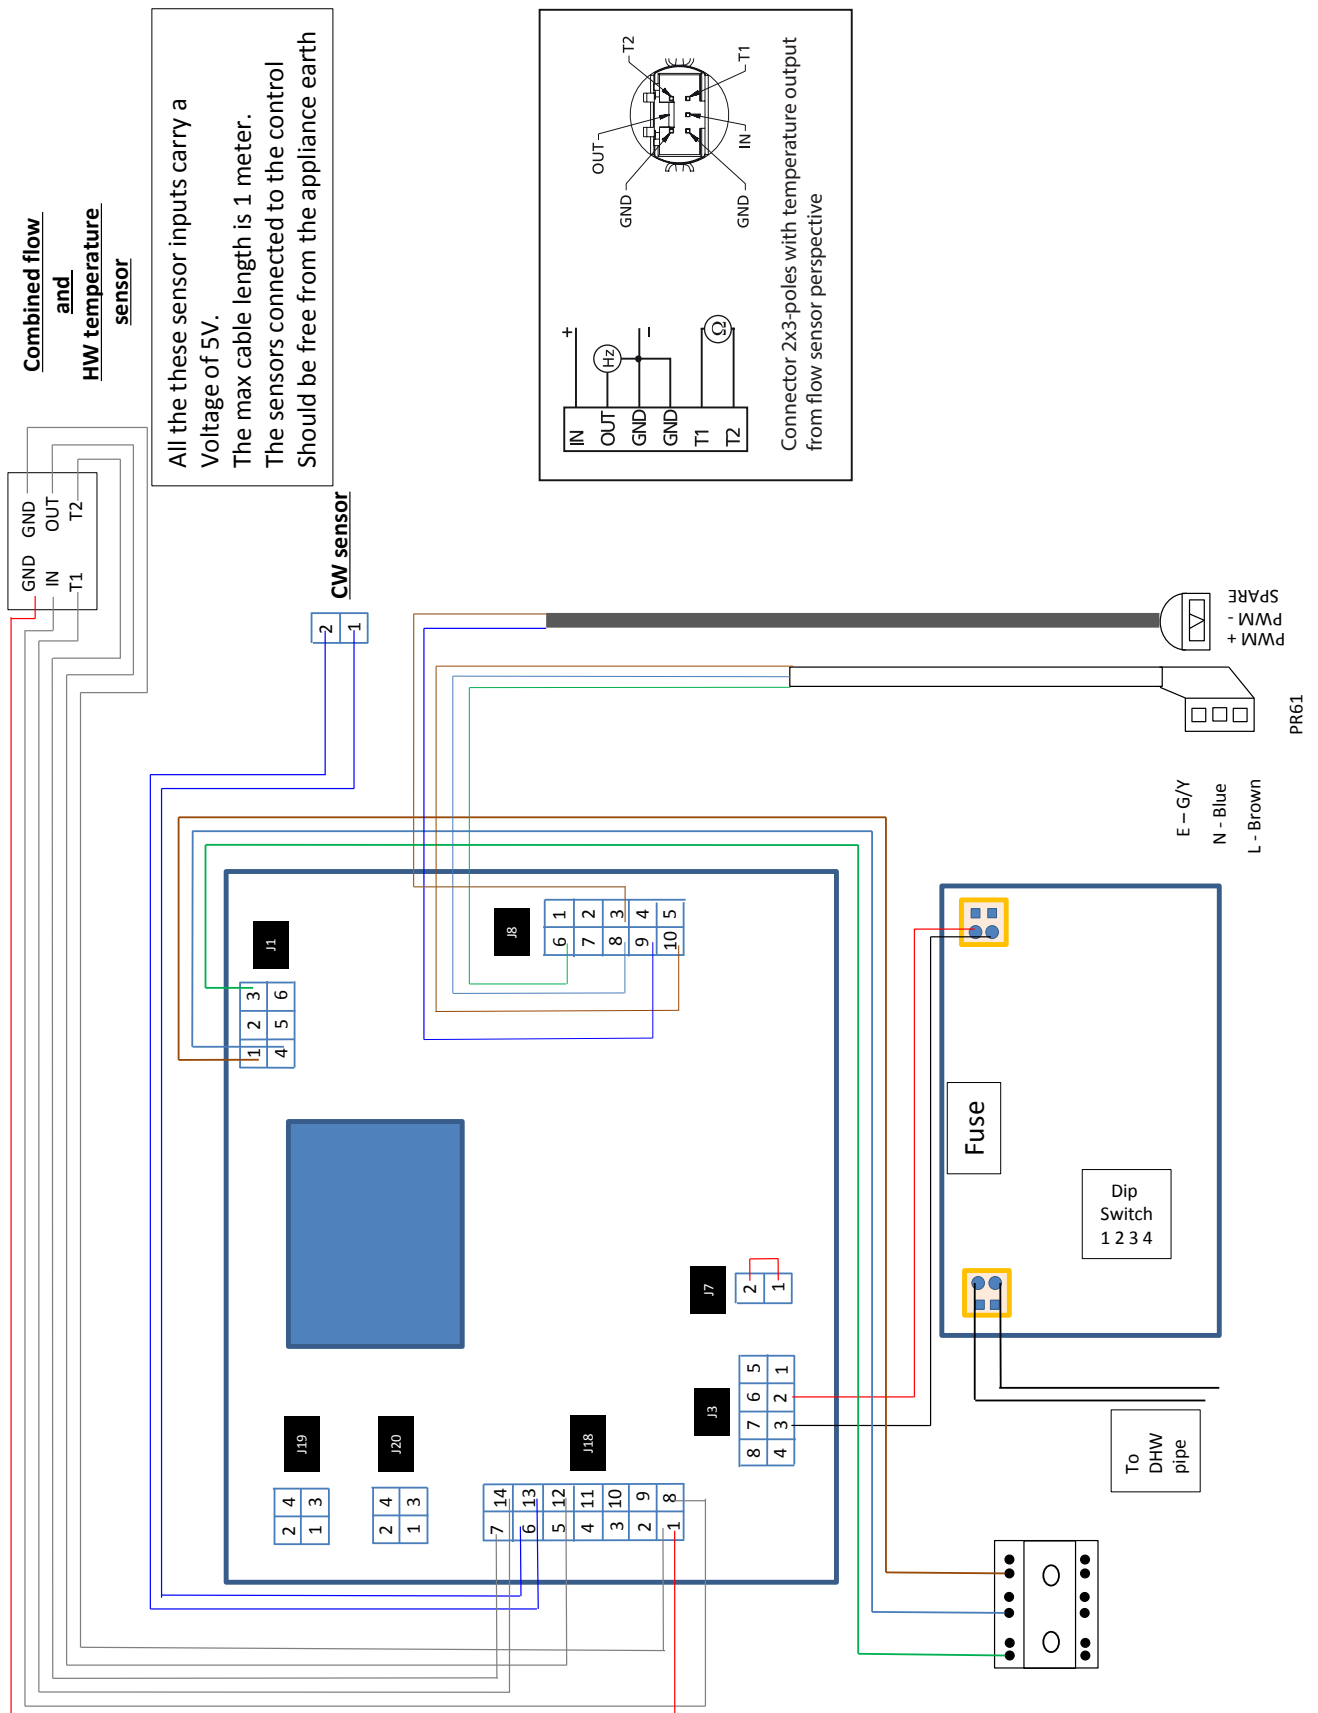 Combined flow
and
HW temperature
sensor
GND GND
IN OUT
T1 T2
All the these sensor inputs carry a
Voltage of 5V.
The max cable length is 1 meter.
The sensors connected to the control
Should be free from the appliance earth
CW sensor
2
1
IN
OUT
GND
GND
T1
T2
+
Hz
–
Ω
GND
OUT
T2
GND
IN
T1
Connector 2x3-poles with temperature output
from flow sensor perspective
J1
1 2 3
4 5 6
J8
6 1
7 2
8 3
9 4
10 5
PWM +
PWM -
SPARE
PR61
E – G/Y
N - Blue
L - Brown
J19
2 4
1 3
J20
2 4
1 3
J18
7 14
6 13
5 12
4 11
3 10
2 9
1 8
J3
8 7 6 5
4 3 2 1
J7
2
1
Fuse
Dip
Switch
1 2 3 4
To
DHW
pipe